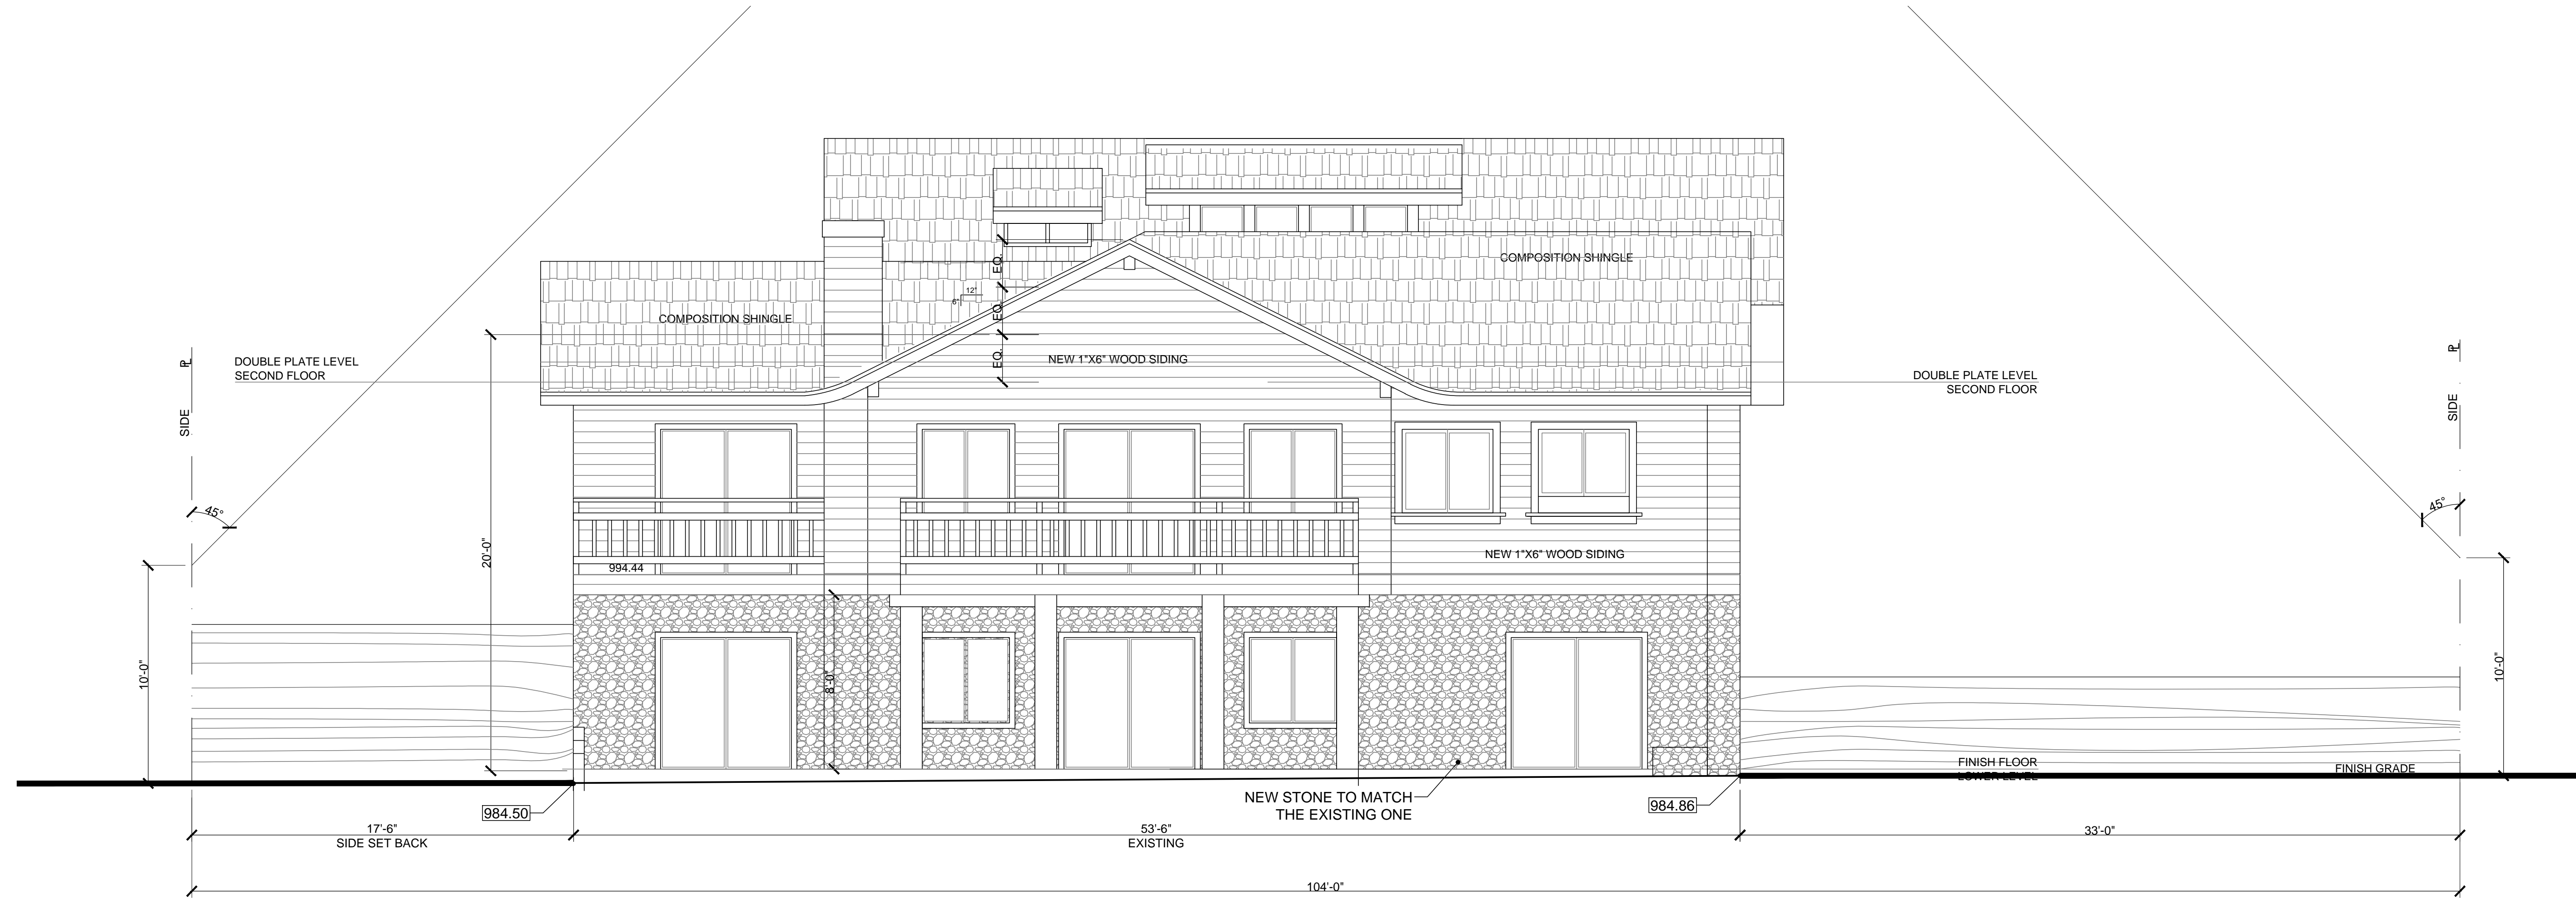 COMPOSITION SHINGLE
EQ.
12"
6"
EQ.
COMPOSITION SHINGLE
EQ.
NEW 1"X6" WOOD SIDING
PL
SIDE
DOUBLE PLATE LEVEL
SECOND FLOOR
DOUBLE PLATE LEVEL
SECOND FLOOR
PL
SIDE
45°
45°
20'-0"
994.44
NEW 1"X6" WOOD SIDING
10'-0"
8'-0"
10'-0"
FINISH FLOOR
LOWER LEVEL
FINISH GRADE
984.50
NEW STONE TO MATCH
THE EXISTING ONE
984.86
17'-6"
SIDE SET BACK
53'-6"
EXISTING
33'-0"
104'-0"